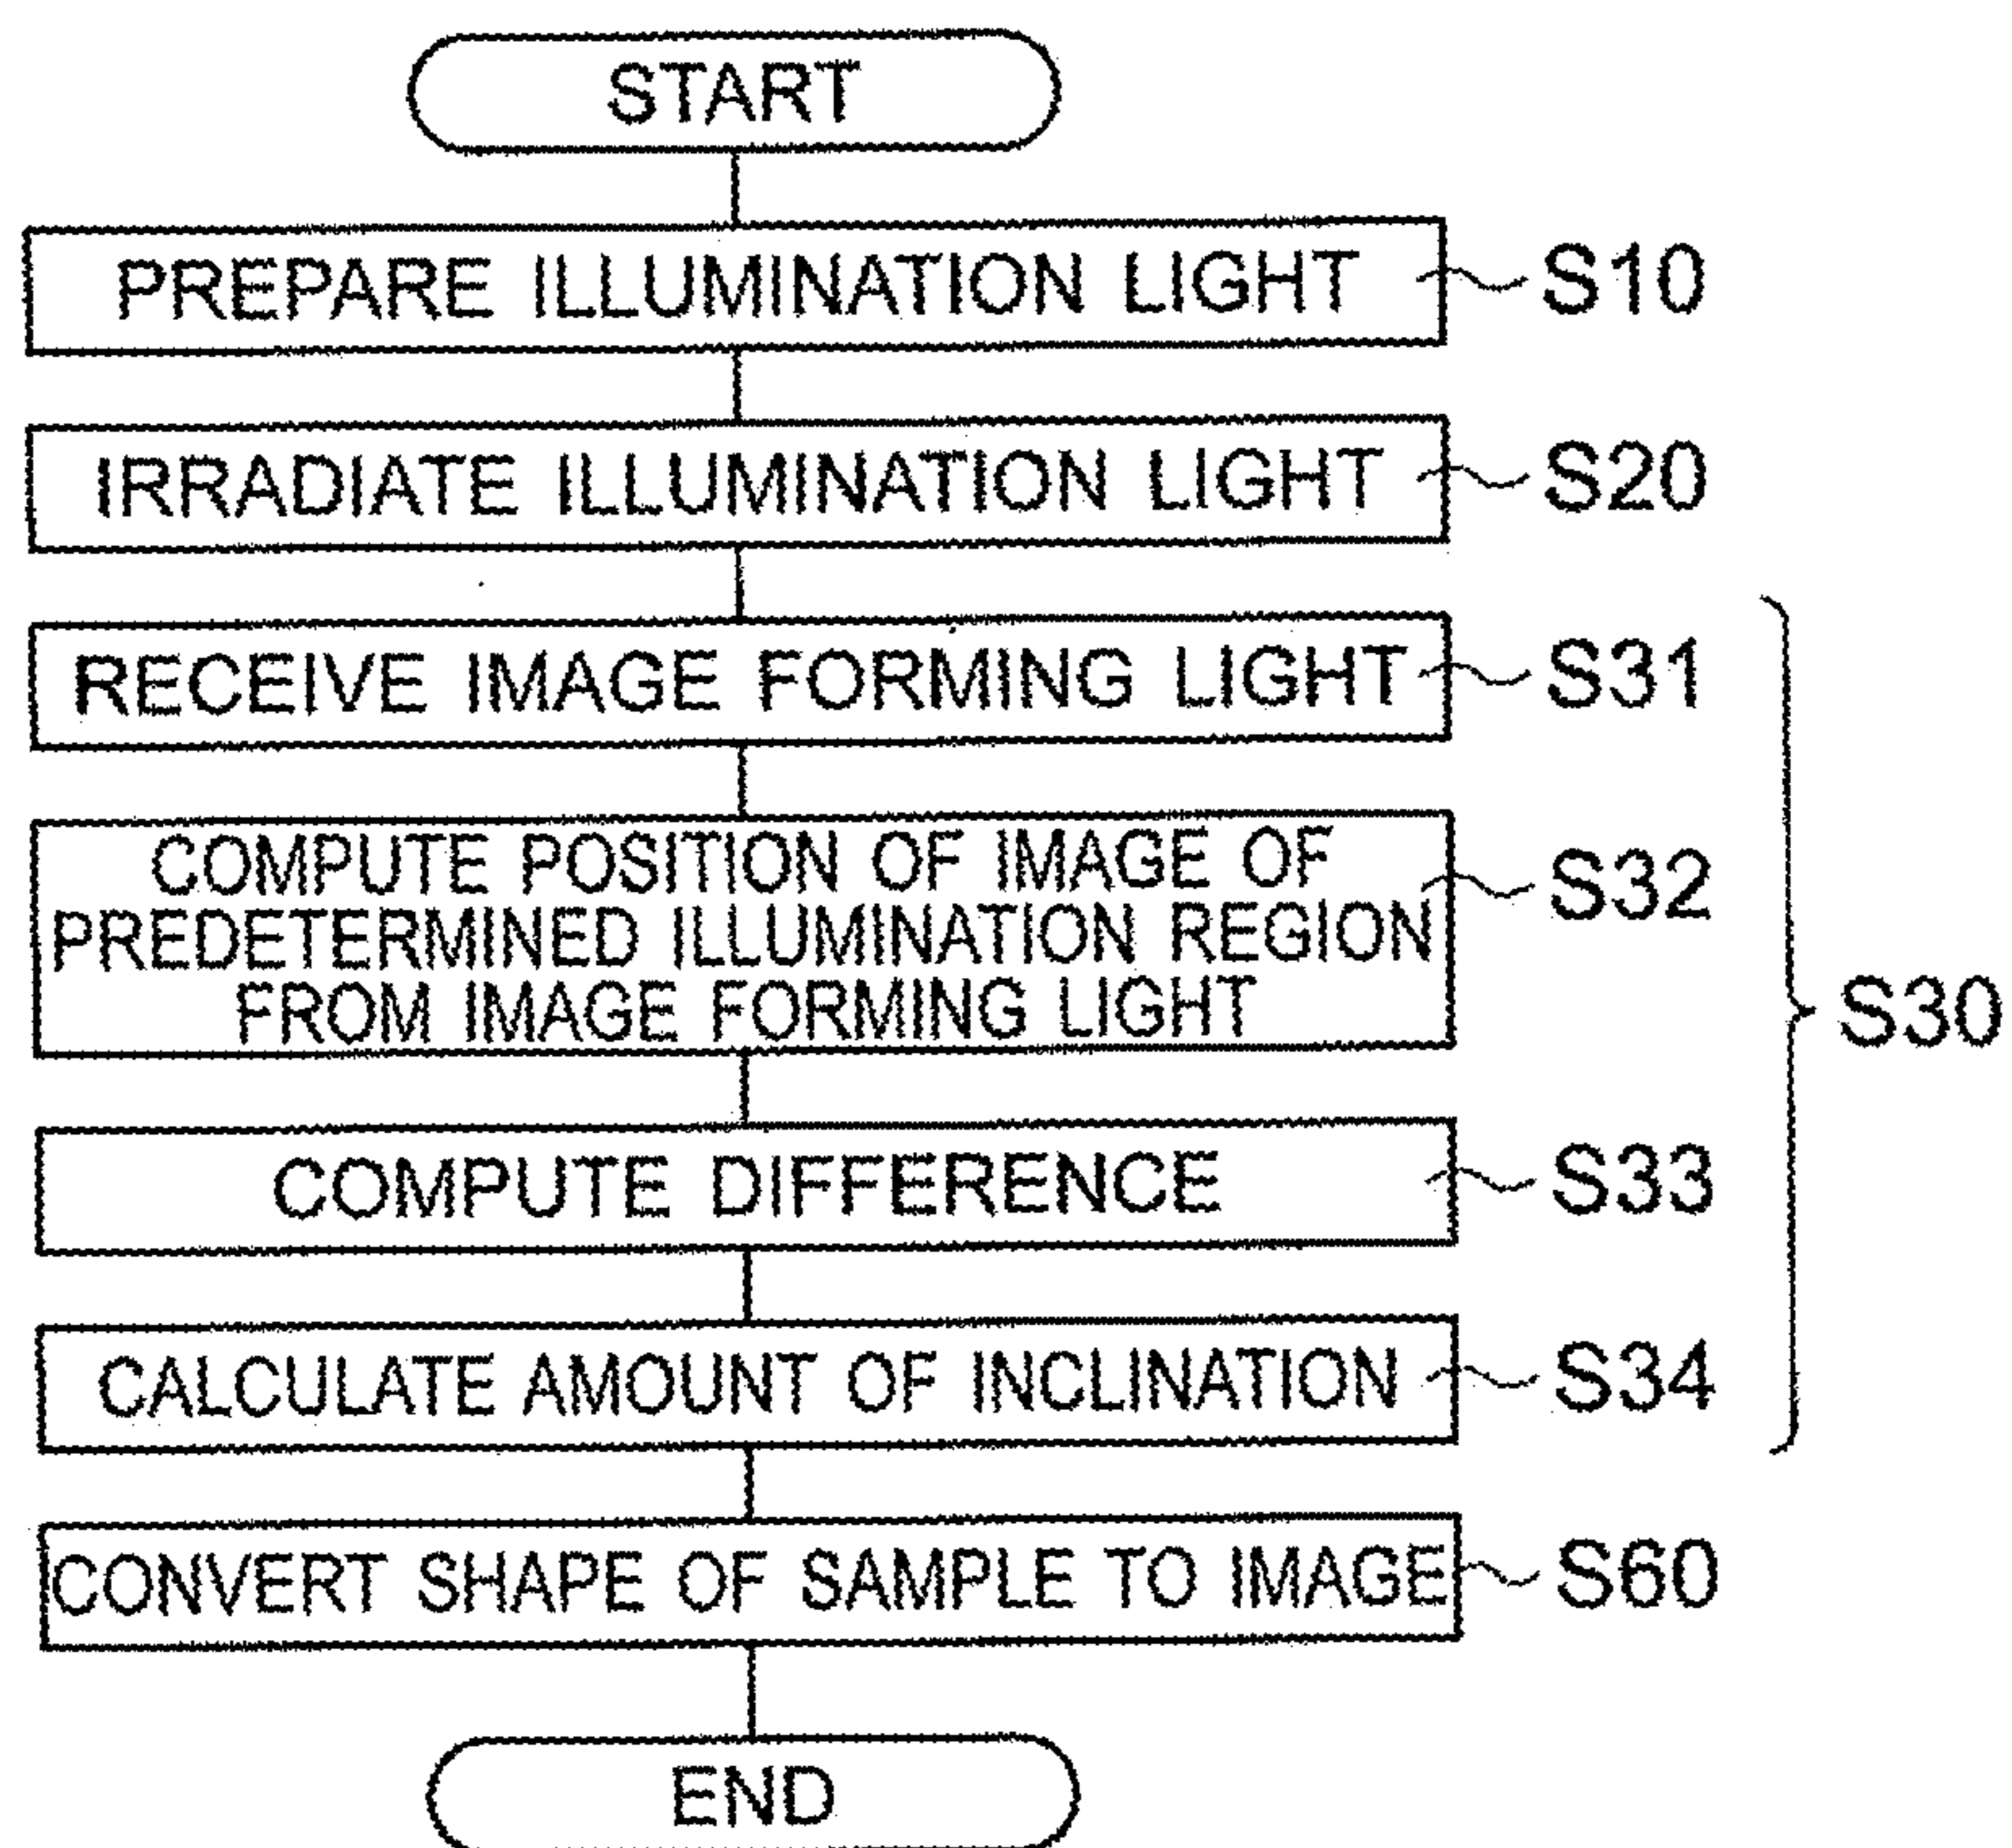 START
PREPARE ILLUMINATION LIGHT S10
IRRADIATE ILLUMINATION LIGHT S20
RECEIVE IMAGE FORMING LIGHT S31
COMPUTE POSITION OF IMAGE OF
PREDETERMINED ILLUMINATION REGION
FROM IMAGE FORMING LIGHT
S32
S30
COMPUTE DIFFERENCE S33
CALCULATE AMOUNT OF INCLINATION S34
CONVERT SHAPE OF SAMPLE TO IMAGE S60
END